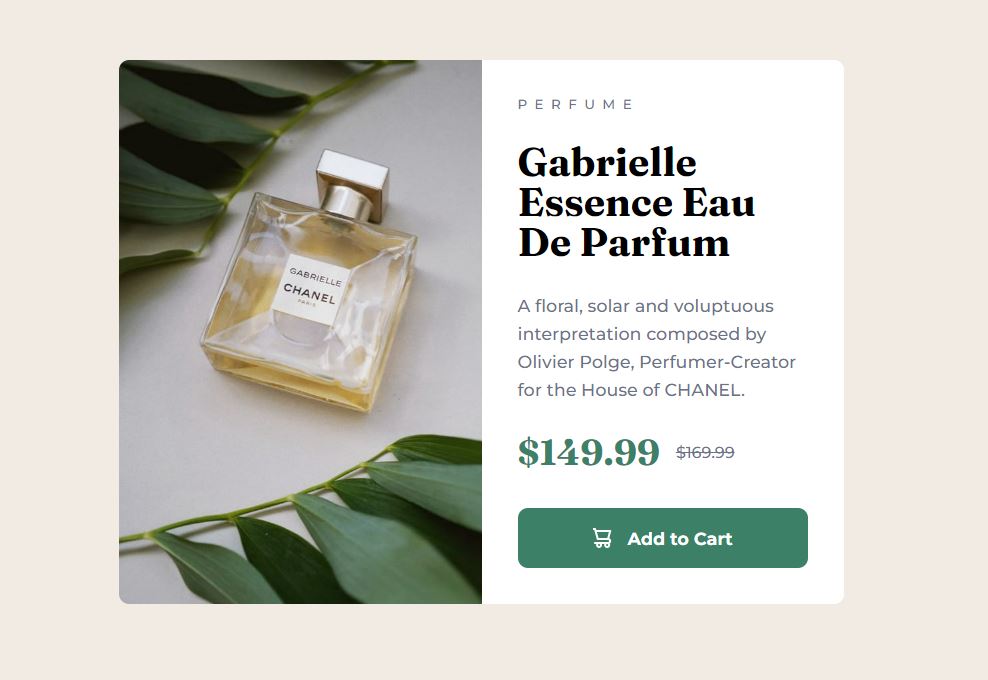 GABRIELLE
CHANEL
PARIS
PERFUME
Gabrielle
Essence Eau
De Parfum
A floral, solar and voluptuous
interpretation composed by
Olivier Polge, Perfumer-Creator
for the House of CHANEL.
$149.99 $169.99
Add to Cart